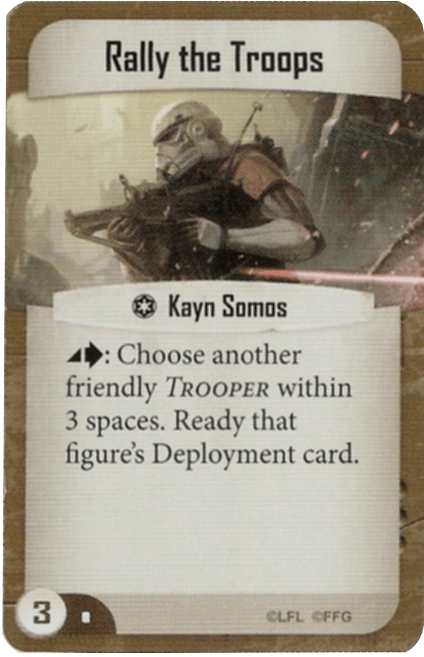 Rally the Troops
Kayn Somos
: Choose another
friendly TROOPER within
3 spaces. Ready that
figure's Deployment card.
3
©LFL ©FFG